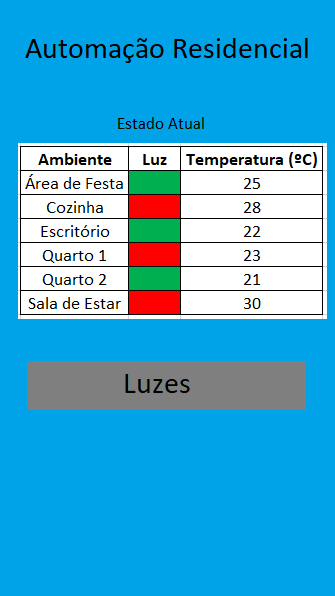 Automação Residencial
Estado Atual
Ambiente Luz Temperatura (ºC)
Área de Festa 25
Cozinha 28
Escritório 22
Quarto 1 23
Quarto 2 21
Sala de Estar 30
Luzes